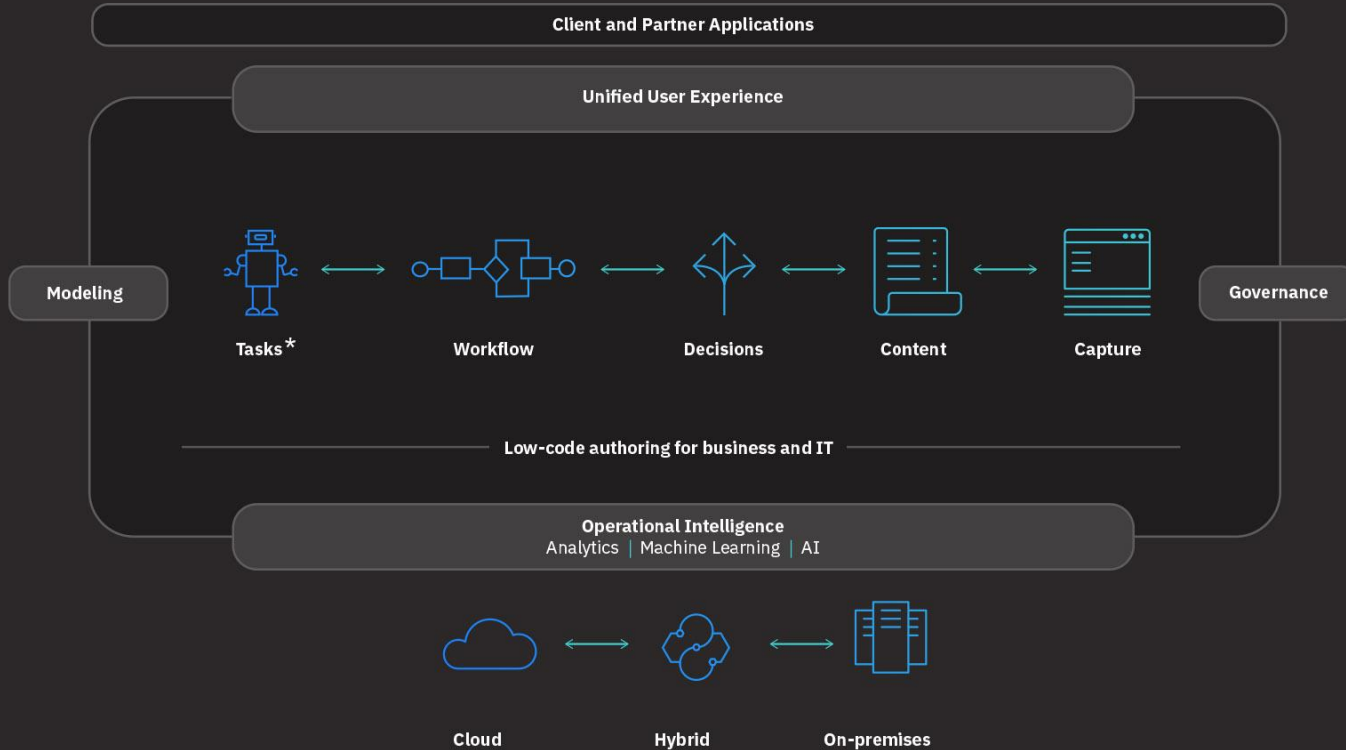 Client and Partner Applications
Unified User Experience
Modeling
Governance
Tasks*
Workflow
Decisions
Content
Capture
Low-code authoring for business and IT
Operational Intelligence
Analytics | Machine Learning | AI
Cloud
Hybrid
On-premises